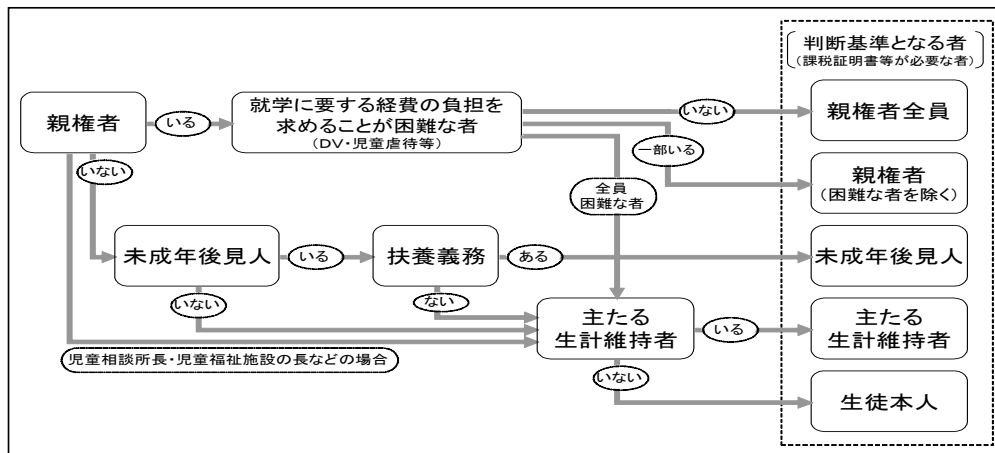 判断基準となる者
(課税証明書等が必要な者)
親権者
いる
就学に要する経費の負担を
求めることが困難な者
(DV・児童虐待等)
いない
親権者全員
いない
一部いる
親権者
(困難な者を除く)
全員
困難な者
未成年後見人
いる
扶養義務
ある
未成年後見人
いない
ない
主たる
生計維持者
いる
主たる
生計維持者
児童相談所長・児童福祉施設の長などの場合
いない
生徒本人